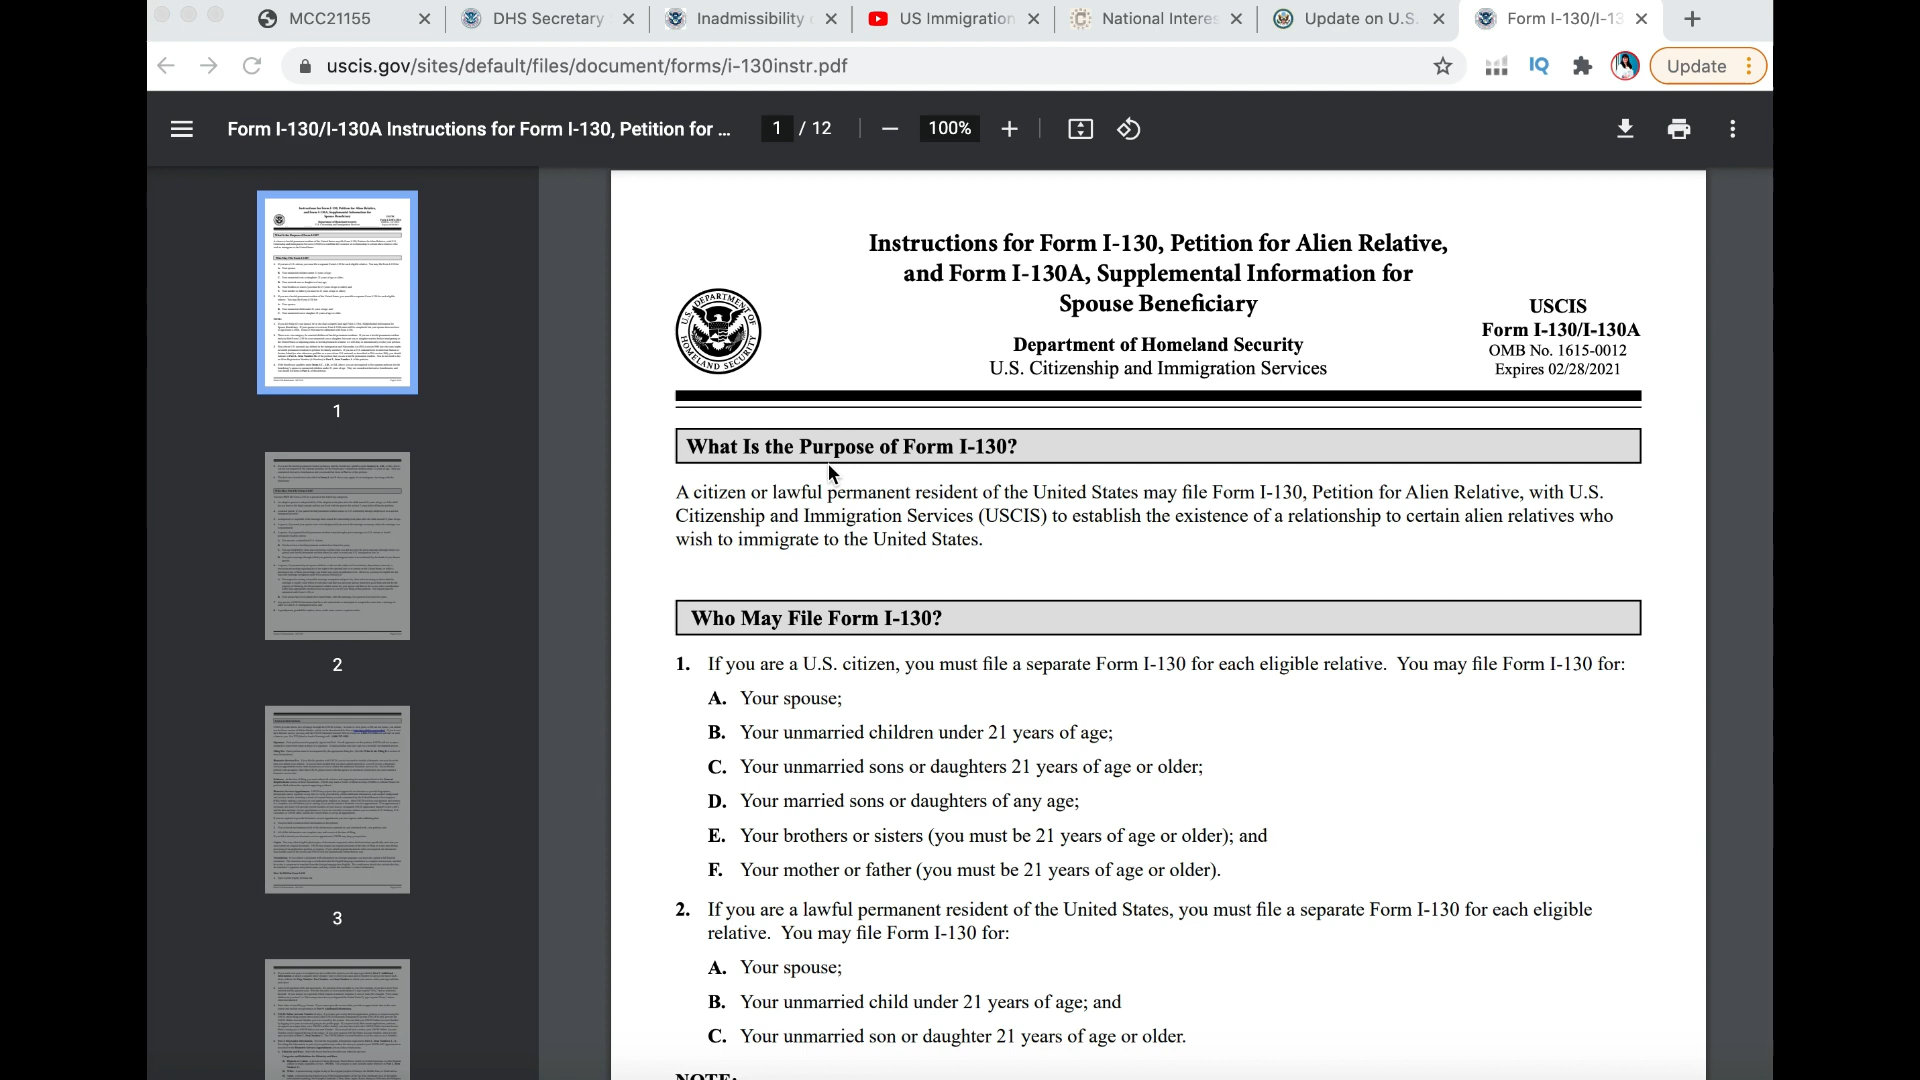 MCC21155
DHS Secretary
Inadmissibility
US Immigration
National Interes
Update on U.S.
Form I-130/I-13
uscis.gov/sites/default/files/document/forms/i-130instr.pdf
IQ
Update
Form I-130/I-130A Instructions for Form I-130, Petition for ...
1 / 12
100%
1
2
3
Instructions for Form I-130, Petition for Alien Relative,
and Form I-130A, Supplemental Information for
Spouse Beneficiary
Department of Homeland Security
U.S. Citizenship and Immigration Services
USCIS
Form I-130/I-130A
OMB No. 1615-0012
Expires 02/28/2021
U.S. DEPARTMENT OF HOMELAND SECURITY
What Is the Purpose of Form I-130?
A citizen or lawful permanent resident of the United States may file Form I-130, Petition for Alien Relative, with U.S.
Citizenship and Immigration Services (USCIS) to establish the existence of a relationship to certain alien relatives who
wish to immigrate to the United States.
Who May File Form I-130?
1. If you are a U.S. citizen, you must file a separate Form I-130 for each eligible relative. You may file Form I-130 for:
A. Your spouse;
B. Your unmarried children under 21 years of age;
C. Your unmarried sons or daughters 21 years of age or older;
D. Your married sons or daughters of any age;
E. Your brothers or sisters (you must be 21 years of age or older); and
F. Your mother or father (you must be 21 years of age or older).
2. If you are a lawful permanent resident of the United States, you must file a separate Form I-130 for each eligible
relative. You may file Form I-130 for:
A. Your spouse;
B. Your unmarried child under 21 years of age; and
C. Your unmarried son or daughter 21 years of age or older.
NOTE: